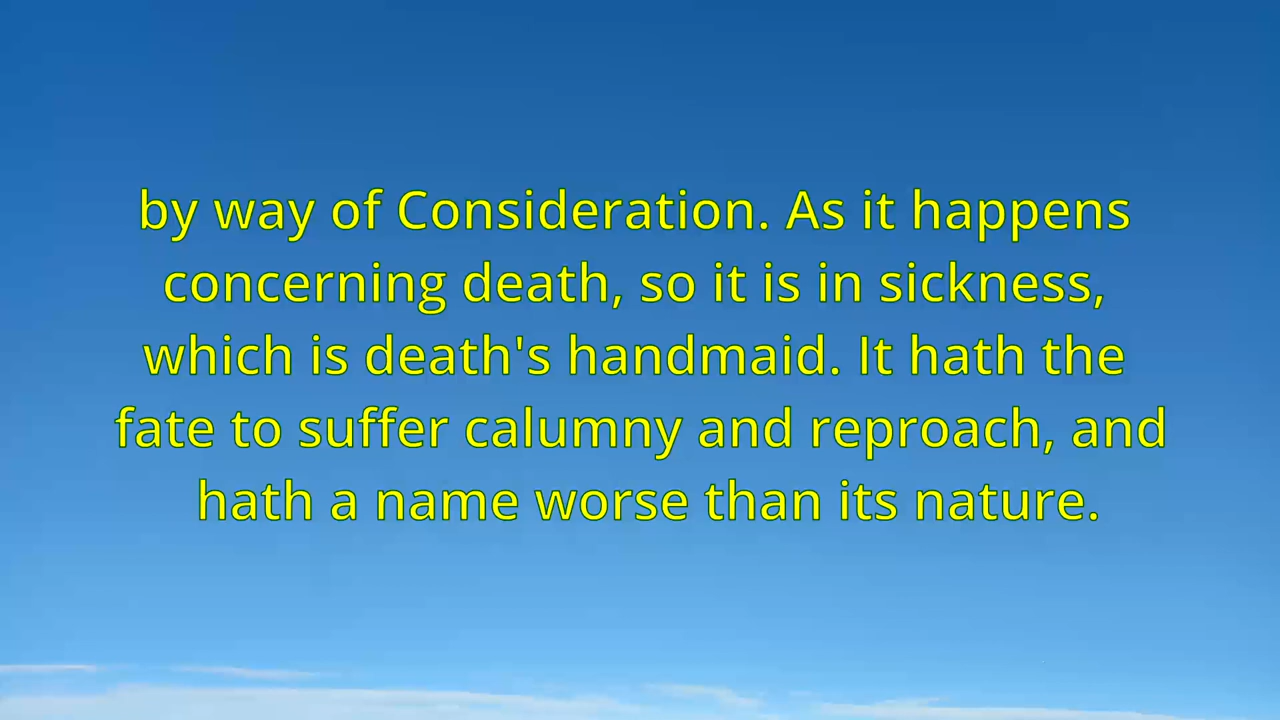 by way of Consideration. As it happens
concerning death, so it is in sickness,
which is death's handmaid. It hath the
fate to suffer calumny and reproach, and
hath a name worse than its nature.